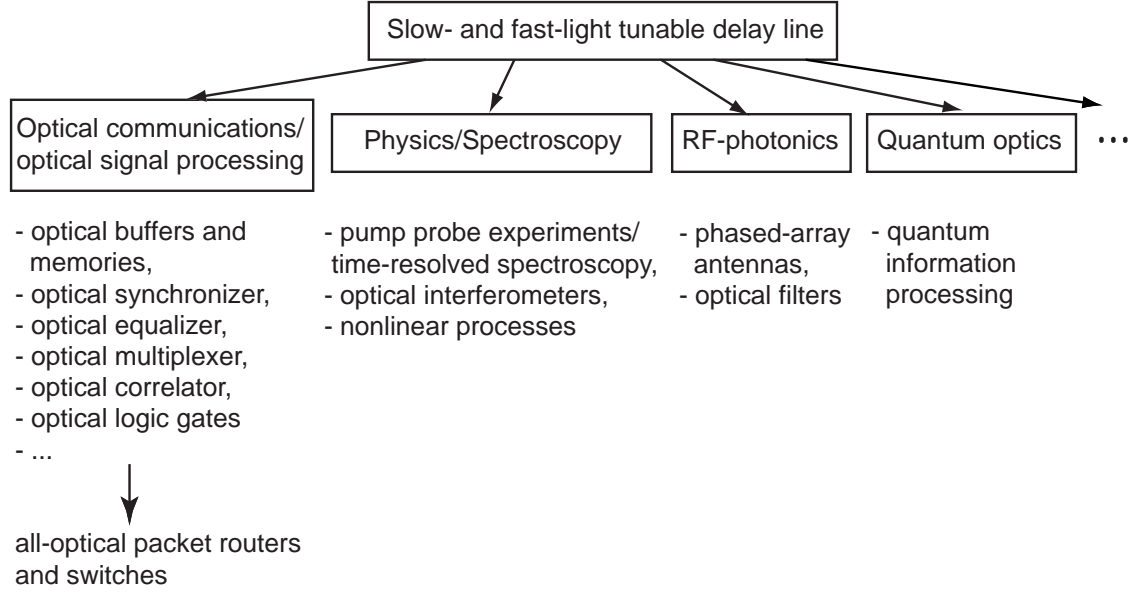 Slow- and fast-light tunable delay line
Optical communications/
optical signal processing
Physics/Spectroscopy
RF-photonics
Quantum optics
...
- optical buffers and
memories,
- optical synchronizer,
- optical equalizer,
- optical multiplexer,
- optical correlator,
- optical logic gates
- ...
all-optical packet routers
and switches
- pump probe experiments/
time-resolved spectroscopy,
- optical interferometers,
- nonlinear processes
- phased-array
antennas,
- optical filters
- quantum
information
processing